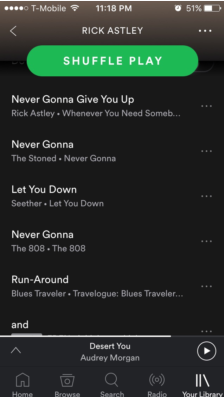 T-Mobile 11:18 PM 51%
RICK ASTLEY
SHUFFLE PLAY
Never Gonna Give You Up
Rick Astley • Whenever You Need Someb...
Never Gonna
The Stoned • Never Gonna
Let You Down
Seether • Let You Down
Never Gonna
The 808 • The 808
Run-Around
Blues Traveler • Travelogue: Blues Traveler...
and
Desert You
Audrey Morgan
Home Browse Search Radio Your Library